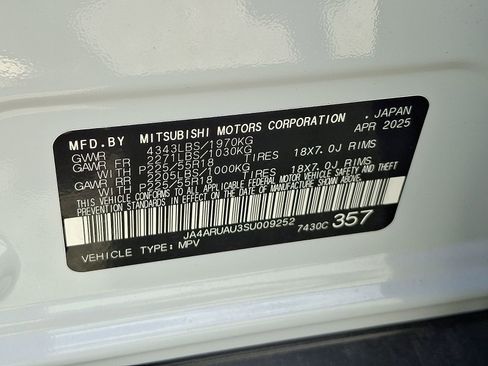 MFD.BY MITSUBISHI MOTORS CORPORATION , JAPAN
GVWR 4343LBS/1970KG APR 2025
GAWR FR 2271LBS/1030KG
WITH P225/55R18 TIRES 18X7.0J RIMS
GAWR RR 2205LBS/1000KG
WITH P225/55R18 TIRES 18X7.0J RIMS
THIS VEHICLE CONFORMS TO ALL APPLICABLE FEDERAL MOTOR VEHICLE
SAFETY, BUMPER AND THEFT PREVENTION STANDARDS IN EFFECT ON THE
DATE OF MANUFACTURE SHOWN ABOVE.
JA4ARUAU3SU009252 7430C 357
VEHICLE TYPE: MPV